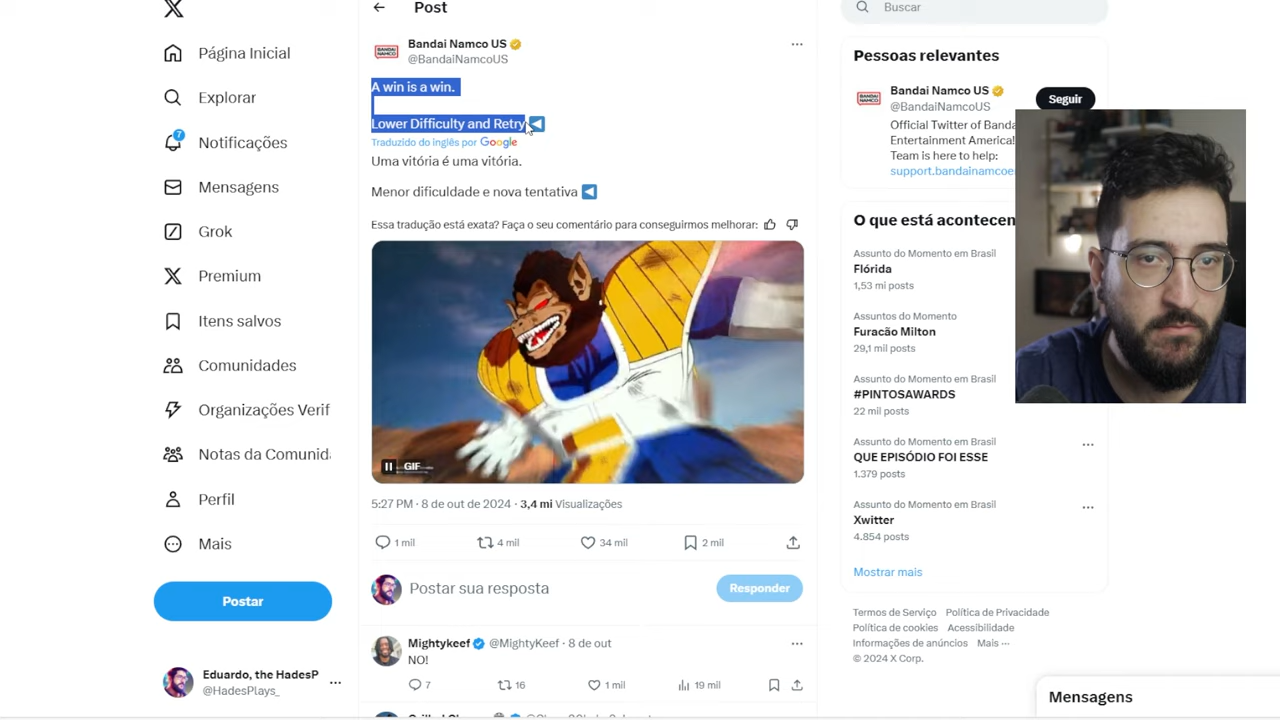 Post
Buscar
Página Inicial
Explorar
7
Notificações
Mensagens
Grok
Premium
Itens salvos
Comunidades
Organizações Verif
Notas da Comunida
Perfil
Mais
Postar
Eduardo, the HadesP
@HadesPlays_
BANDAI NAMCO
Bandai Namco US
@BandaiNamcoUS
A win is a win.
Lower Difficulty and Retry
Traduzido do inglês por Google
Uma vitória é uma vitória.
Menor dificuldade e nova tentativa
Essa tradução está exata? Faça o seu comentário para conseguirmos melhorar:
GIF
5:27 PM · 8 de out de 2024 · 3,4 mi Visualizações
1 mil 4 mil 34 mil 2 mil
Postar sua resposta
Responder
Mightykeef @MightyKeef · 8 de out
NO!
7 16 1 mil 19 mil
Pessoas relevantes
BANDAI NAMCO
Bandai Namco US
@BandaiNamcoUS
Seguir
Official Twitter of Banda
Entertainment America!
Team is here to help:
support.bandainamcoe
O que está acontecen
Assunto do Momento em Brasil
Flórida
1,53 mi posts
Assuntos do Momento
Furacão Milton
29,1 mil posts
Assunto do Momento em Brasil
#PINTOSAWARDS
22 mil posts
Assunto do Momento em Brasil
QUE EPISÓDIO FOI ESSE
1.379 posts
Assunto do Momento em Brasil
Xwitter
4.854 posts
Mostrar mais
Termos de Serviço Política de Privacidade
Política de cookies Acessibilidade
Informações de anúncios Mais ···
© 2024 X Corp.
Mensagens